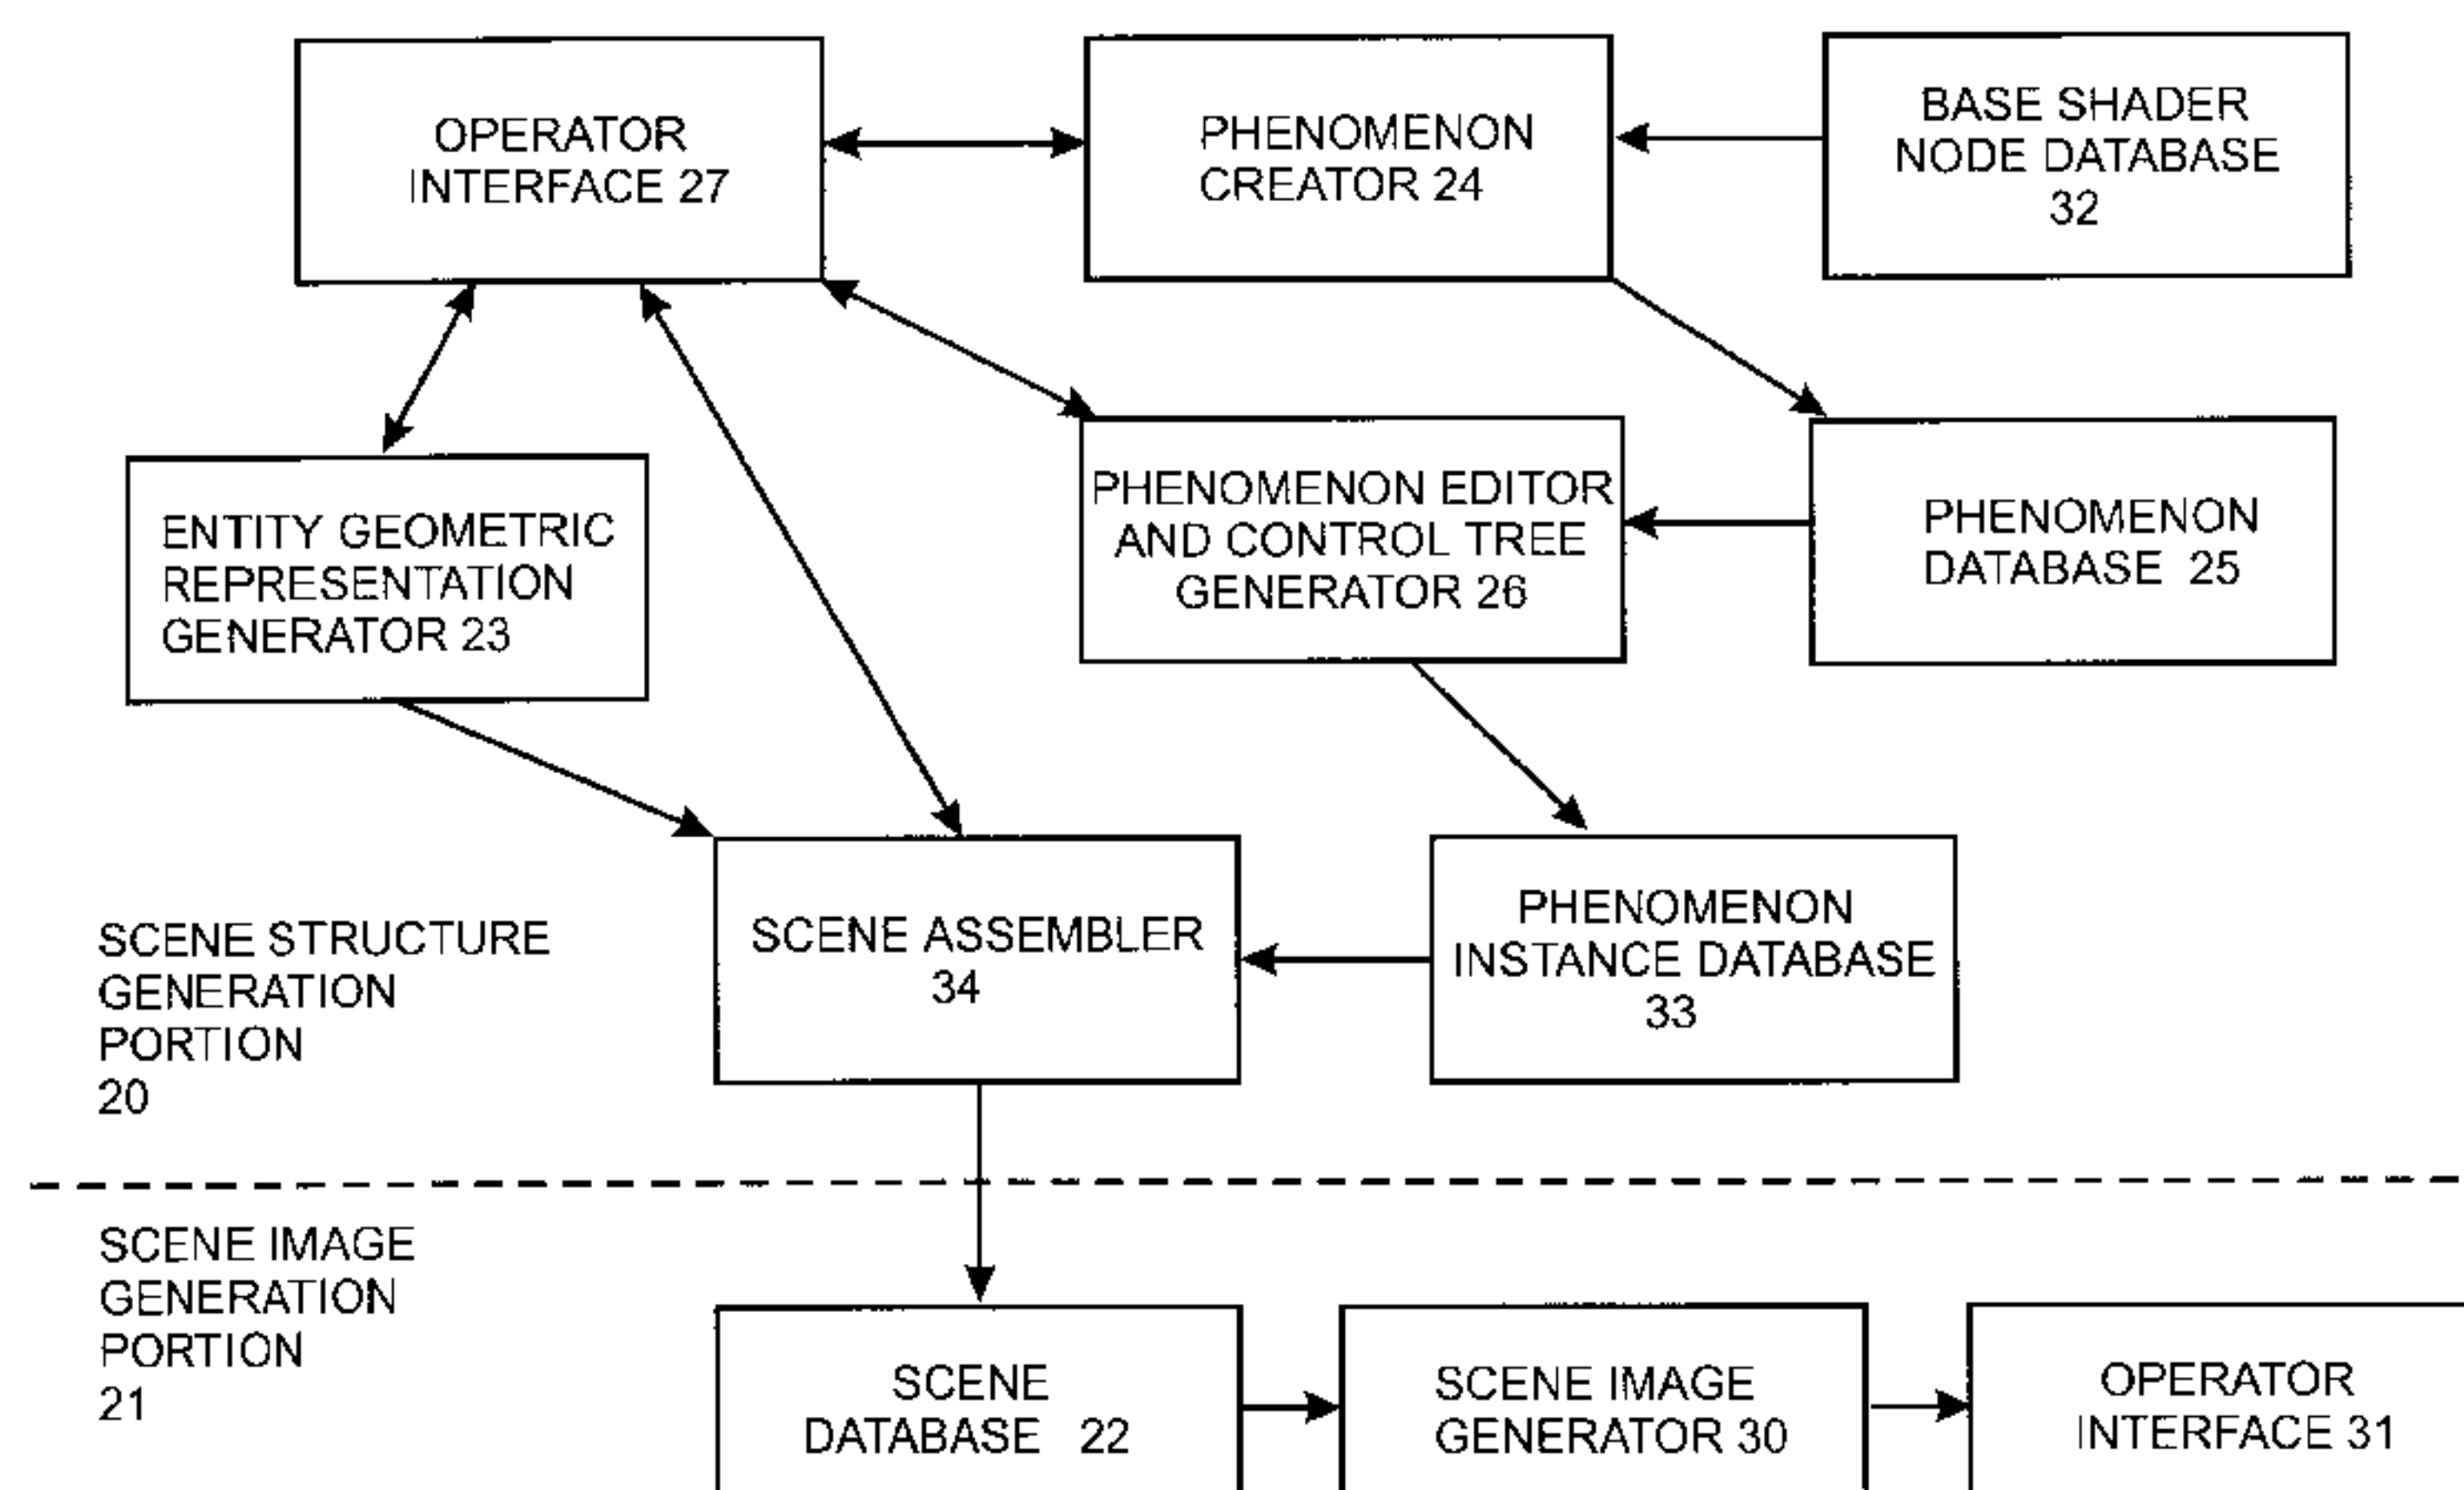 OPERATOR
INTERFACE 27
PHENOMENON
CREATOR 24
BASE SHADER
NODE DATABASE
32
ENTITY GEOMETRIC
REPRESENTATION
GENERATOR 23
PHENOMENON EDITOR
AND CONTROL TREE
GENERATOR 26
PHENOMENON
DATABASE 25
SCENE STRUCTURE
GENERATION
PORTION
20
SCENE ASSEMBLER
34
PHENOMENON
INSTANCE DATABASE
33
SCENE IMAGE
GENERATION
PORTION
21
SCENE
DATABASE 22
SCENE IMAGE
GENERATOR 30
OPERATOR
INTERFACE 31